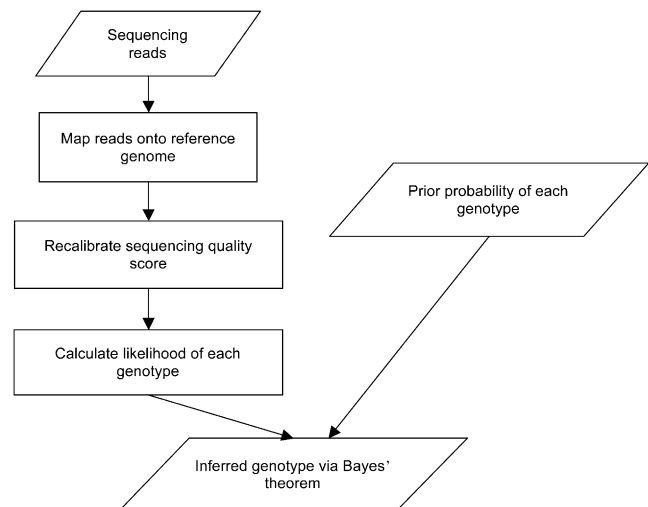 Sequencing
reads
Map reads onto reference
genome
Prior probability of each
genotype
Recalibrate sequencing quality
score
Calculate likelihood of each
genotype
Inferred genotype via Bayes’
theorem